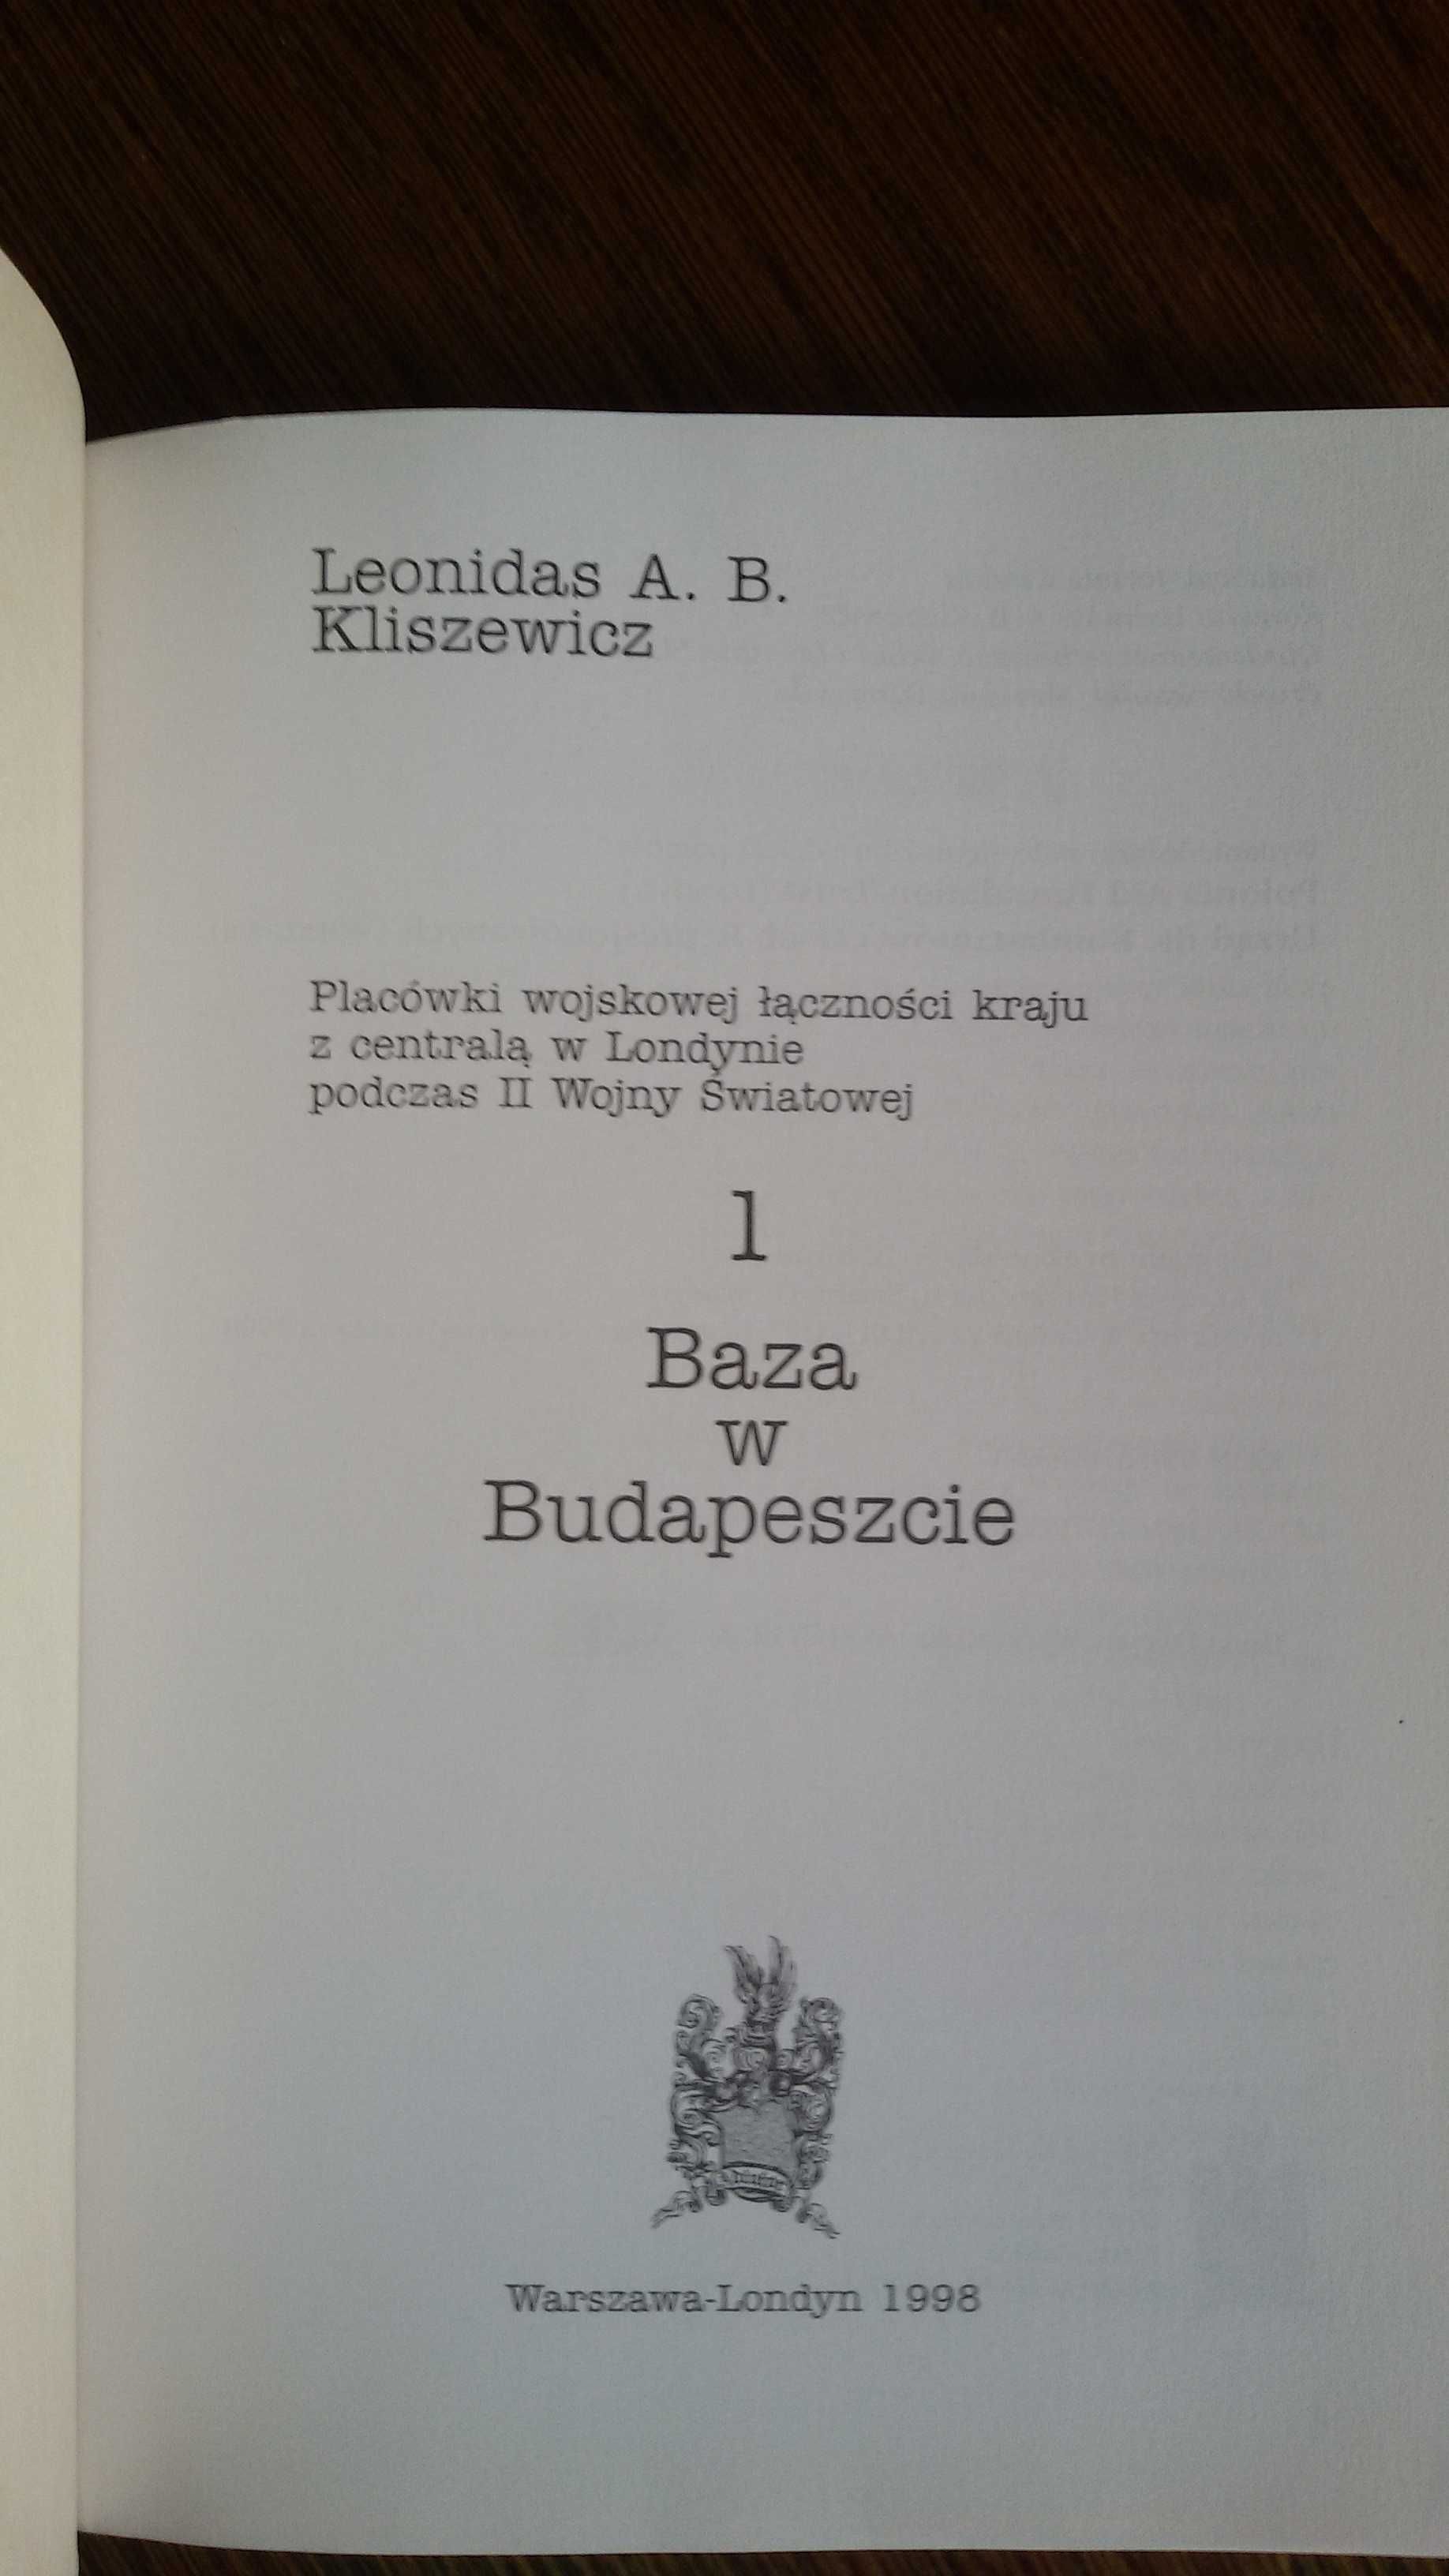 Leonidas A. B.
Kliszewicz
Placówki wojskowej łączności kraju
z centralą w Londynie
podczas II Wojny Światowej
1
Baza
w
Budapeszcie
Warszawa-Londyn 1998